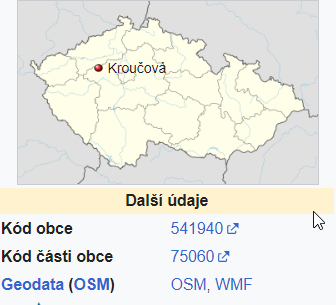 Kroučová
Další údaje
Kód obce 541940
Kód části obce 75060
Geodata (OSM) OSM, WMF